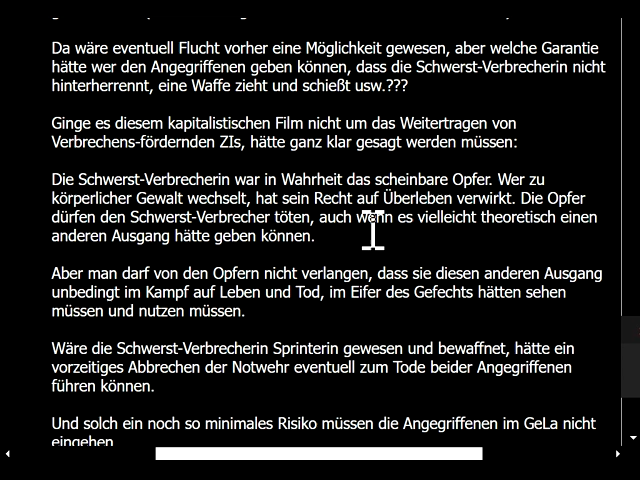 Da wäre eventuell Flucht vorher eine Möglichkeit gewesen, aber welche Garantie
hätte wer den Angegriffenen geben können, dass die Schwerst-Verbrecherin nicht
hinterherrennt, eine Waffe zieht und schießt usw.???
Ginge es diesem kapitalistischen Film nicht um das Weitertragen von
Verbrechens-fördernden ZIs, hätte ganz klar gesagt werden müssen:
Die Schwerst-Verbrecherin war in Wahrheit das scheinbare Opfer. Wer zu
körperlicher Gewalt wechselt, hat sein Recht auf Überleben verwirkt. Die Opfer
dürfen den Schwerst-Verbrecher töten, auch wenn es vielleicht theoretisch einen
anderen Ausgang hätte geben können.
Aber man darf von den Opfern nicht verlangen, dass sie diesen anderen Ausgang
unbedingt im Kampf auf Leben und Tod, im Eifer des Gefechts hätten sehen
müssen und nutzen müssen.
Wäre die Schwerst-Verbrecherin Sprinterin gewesen und bewaffnet, hätte ein
vorzeitiges Abbrechen der Notwehr eventuell zum Tode beider Angegriffenen
führen können.
Und solch ein noch so minimales Risiko müssen die Angegriffenen im GeLa nicht
eingehen